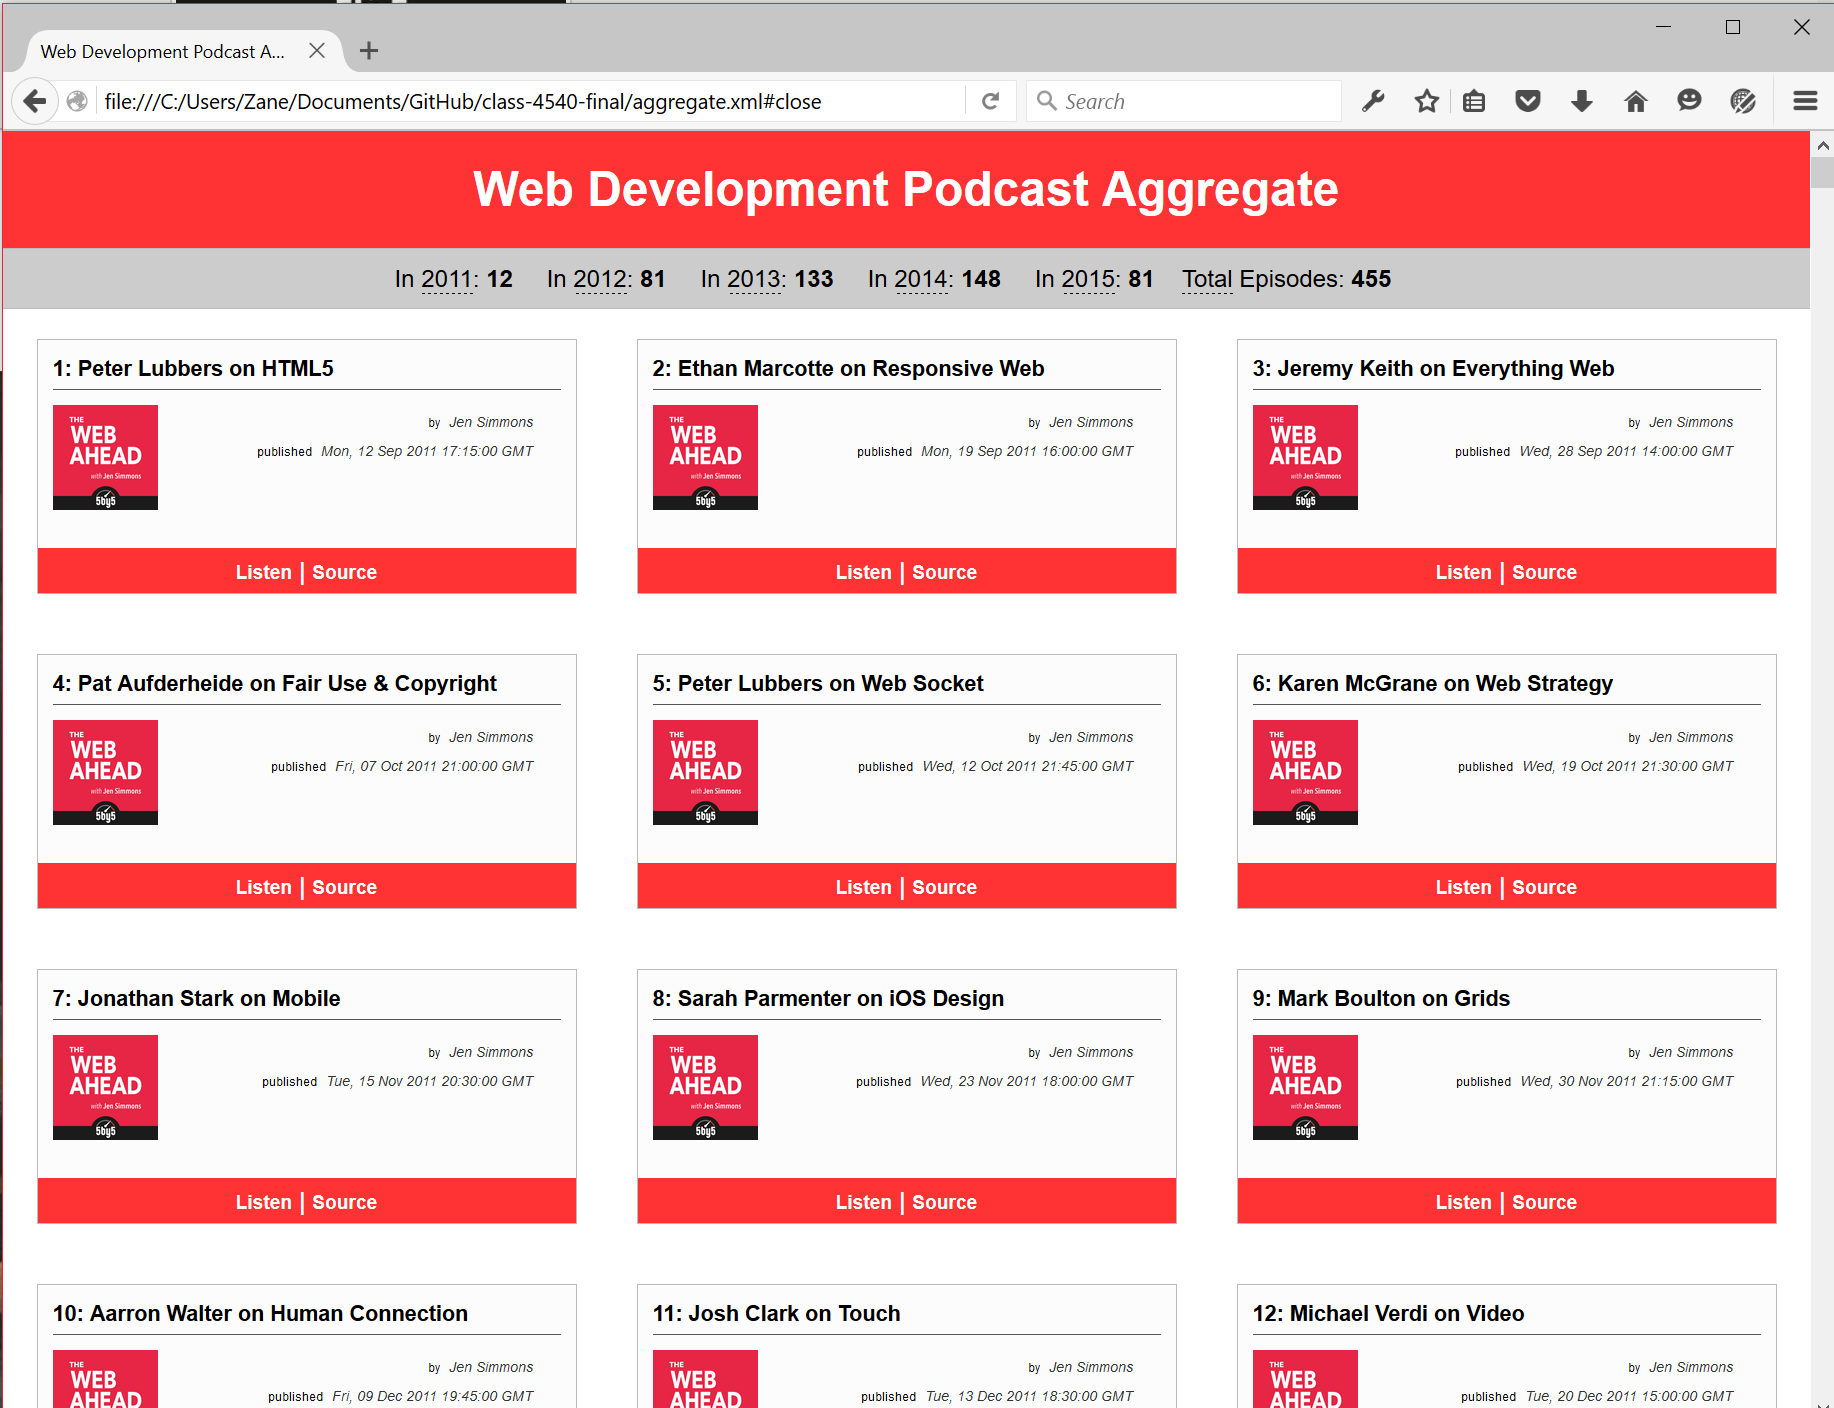 Web Development Podcast A...
file:///C:/Users/Zane/Documents/GitHub/class-4540-final/aggregate.xml#close
Search
Web Development Podcast Aggregate
In 2011: 12 In 2012: 81 In 2013: 133 In 2014: 148 In 2015: 81 Total Episodes: 455
1: Peter Lubbers on HTML5
THE
WEB
AHEAD
with Jen Simmons
5by5
by Jen Simmons
published Mon, 12 Sep 2011 17:15:00 GMT
Listen | Source
2: Ethan Marcotte on Responsive Web
THE
WEB
AHEAD
with Jen Simmons
5by5
by Jen Simmons
published Mon, 19 Sep 2011 16:00:00 GMT
Listen | Source
3: Jeremy Keith on Everything Web
THE
WEB
AHEAD
with Jen Simmons
5by5
by Jen Simmons
published Wed, 28 Sep 2011 14:00:00 GMT
Listen | Source
4: Pat Aufderheide on Fair Use & Copyright
THE
WEB
AHEAD
with Jen Simmons
5by5
by Jen Simmons
published Fri, 07 Oct 2011 21:00:00 GMT
Listen | Source
5: Peter Lubbers on Web Socket
THE
WEB
AHEAD
with Jen Simmons
5by5
by Jen Simmons
published Wed, 12 Oct 2011 21:45:00 GMT
Listen | Source
6: Karen McGrane on Web Strategy
THE
WEB
AHEAD
with Jen Simmons
5by5
by Jen Simmons
published Wed, 19 Oct 2011 21:30:00 GMT
Listen | Source
7: Jonathan Stark on Mobile
THE
WEB
AHEAD
with Jen Simmons
5by5
by Jen Simmons
published Tue, 15 Nov 2011 20:30:00 GMT
Listen | Source
8: Sarah Parmenter on iOS Design
THE
WEB
AHEAD
with Jen Simmons
5by5
by Jen Simmons
published Wed, 23 Nov 2011 18:00:00 GMT
Listen | Source
9: Mark Boulton on Grids
THE
WEB
AHEAD
with Jen Simmons
5by5
by Jen Simmons
published Wed, 30 Nov 2011 21:15:00 GMT
Listen | Source
10: Aarron Walter on Human Connection
THE
WEB
AHEAD
by Jen Simmons
published Fri, 09 Dec 2011 19:45:00 GMT
11: Josh Clark on Touch
THE
WEB
AHEAD
by Jen Simmons
published Tue, 13 Dec 2011 18:30:00 GMT
12: Michael Verdi on Video
THE
WEB
AHEAD
by Jen Simmons
published Tue, 20 Dec 2011 15:00:00 GMT